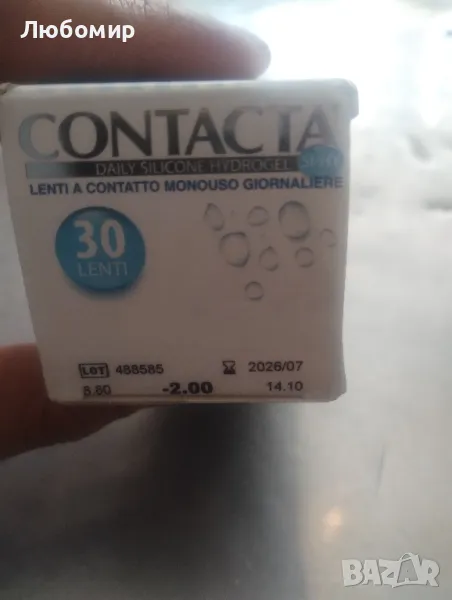 Любомир
CONTACTA
DAILY SILICONE HYDROGEL
LENTI A CONTATTO MONOUSO GIORNALIERE
30
LENTI
LOT 488585 2026/07
8.80 -2.00 14.10
BAZAR